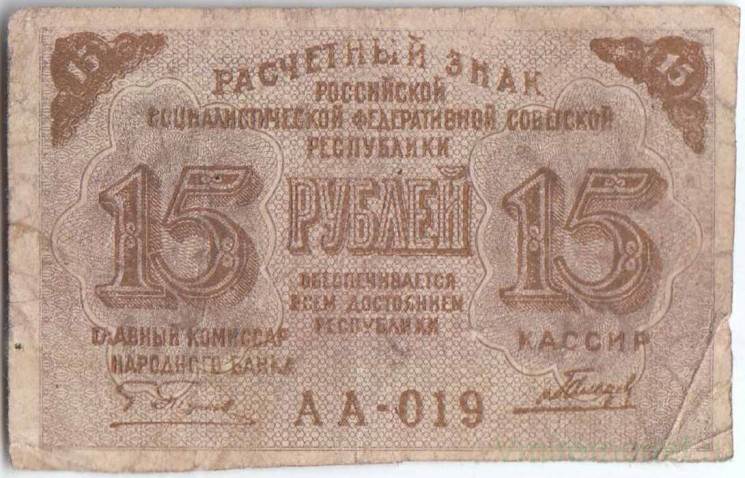 15
15
РАСЧЕТНЫЙ ЗНАК
РОССИЙСКОЙ
СОЦИАЛИСТИЧЕСКОЙ ФЕДЕРАТИВНОЙ СОВЕТСКОЙ
РЕСПУБЛИКИ
15 РУБЛЕЙ 15
ОБЕСПЕЧИВАЕТСЯ
ВСЕМ ДОСТОЯНИЕМ
РЕСПУБЛИКИ
ГЛАВНЫЙ КОМИССАР
НАРОДНОГО БАНКА
КАССИР
АА-019